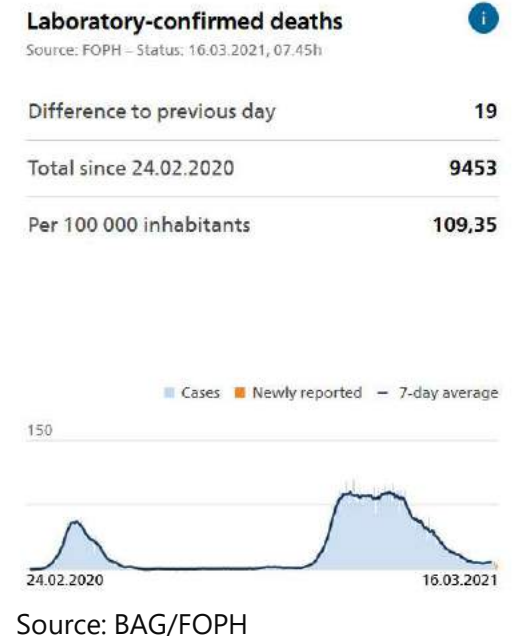 Laboratory-confirmed deaths i
Source: FOPH – Status: 16.03.2021, 07.45h
Difference to previous day 19
Total since 24.02.2020 9453
Per 100 000 inhabitants 109,35
Cases Newly reported 7-day average
150
24.02.2020 16.03.2021
Source: BAG/FOPH